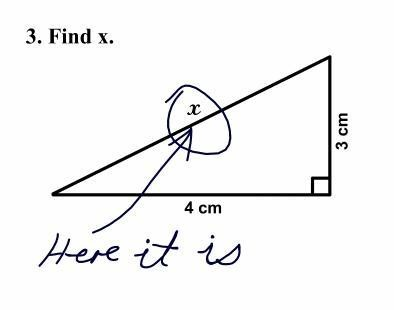 3. Find x.
x
3 cm
4 cm
Here it is